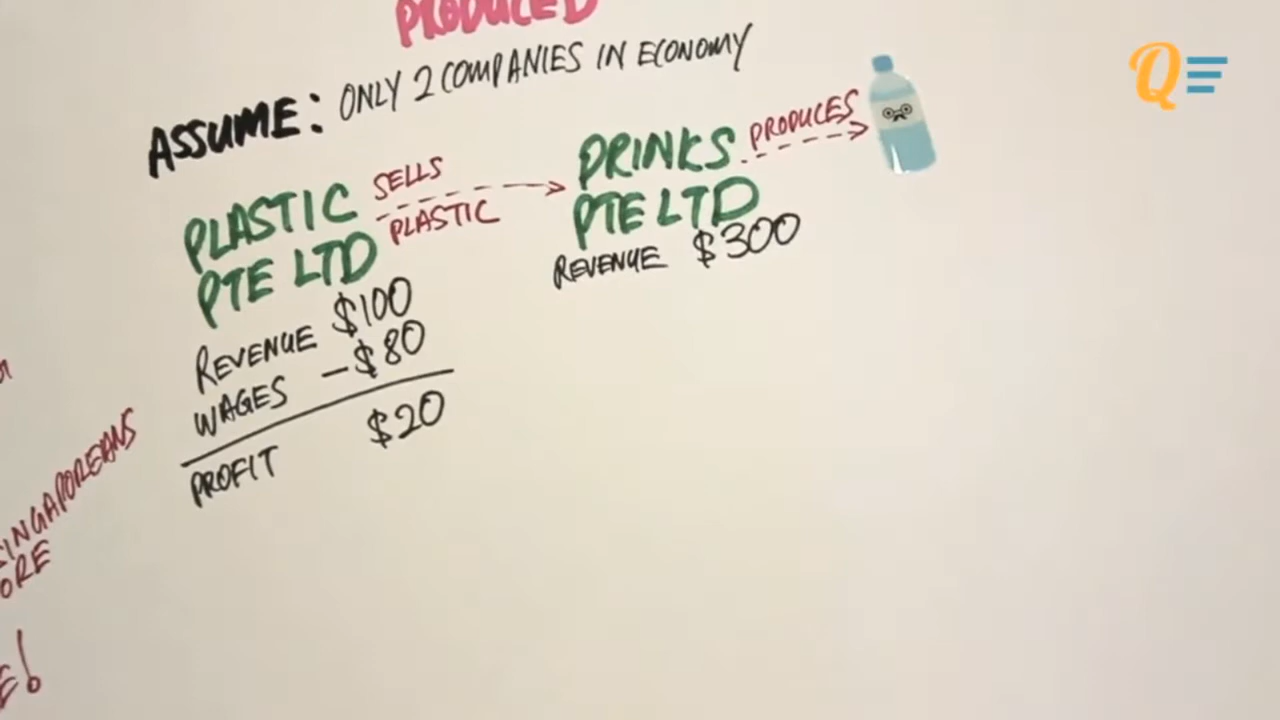 PRODUCED
ASSUME: ONLY 2 COMPANIES IN ECONOMY
PLASTIC
PTE LTD
SELLS
PLASTIC
DRINKS
PTE LTD
PRODUCES
REVENUE $100
WAGES -$80
PROFIT $20
REVENUE $300
SINGAPOREANS